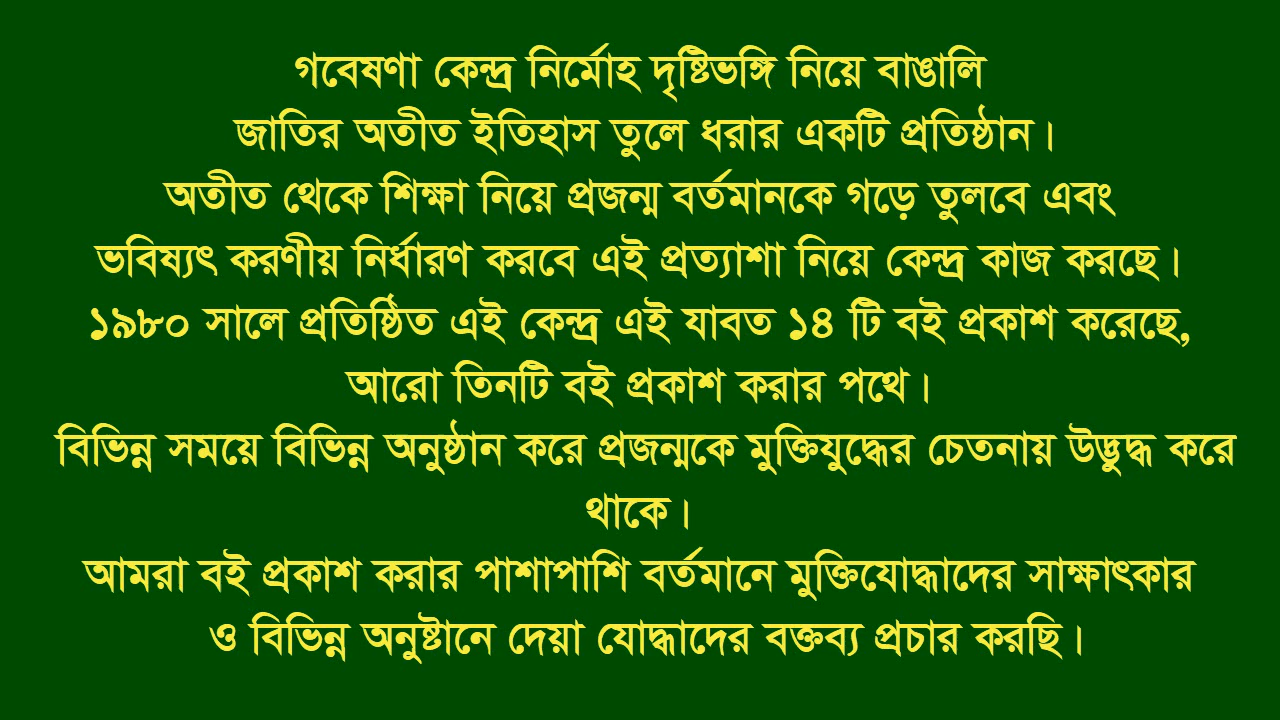 গবেষণা কেন্দ্র নির্মোহ দৃষ্টিভঙ্গি নিয়ে বাঙালি
জাতির অতীত ইতিহাস তুলে ধরার একটি প্রতিষ্ঠান।
অতীত থেকে শিক্ষা নিয়ে প্রজন্ম বর্তমানকে গড়ে তুলবে এবং
ভবিষ্যৎ করণীয় নির্ধারণ করবে এই প্রত্যাশা নিয়ে কেন্দ্র কাজ করছে।
১৯৮০ সালে প্রতিষ্ঠিত এই কেন্দ্র এই যাবত ১৪ টি বই প্রকাশ করেছে,
আরো তিনটি বই প্রকাশ করার পথে।
বিভিন্ন সময়ে বিভিন্ন অনুষ্ঠান করে প্রজন্মকে মুক্তিযুদ্ধের চেতনায় উদ্ভুদ্ধ করে
থাকে।
আমরা বই প্রকাশ করার পাশাপাশি বর্তমানে মুক্তিযোদ্ধাদের সাক্ষাৎকার
ও বিভিন্ন অনুষ্টানে দেয়া যোদ্ধাদের বক্তব্য প্রচার করছি।